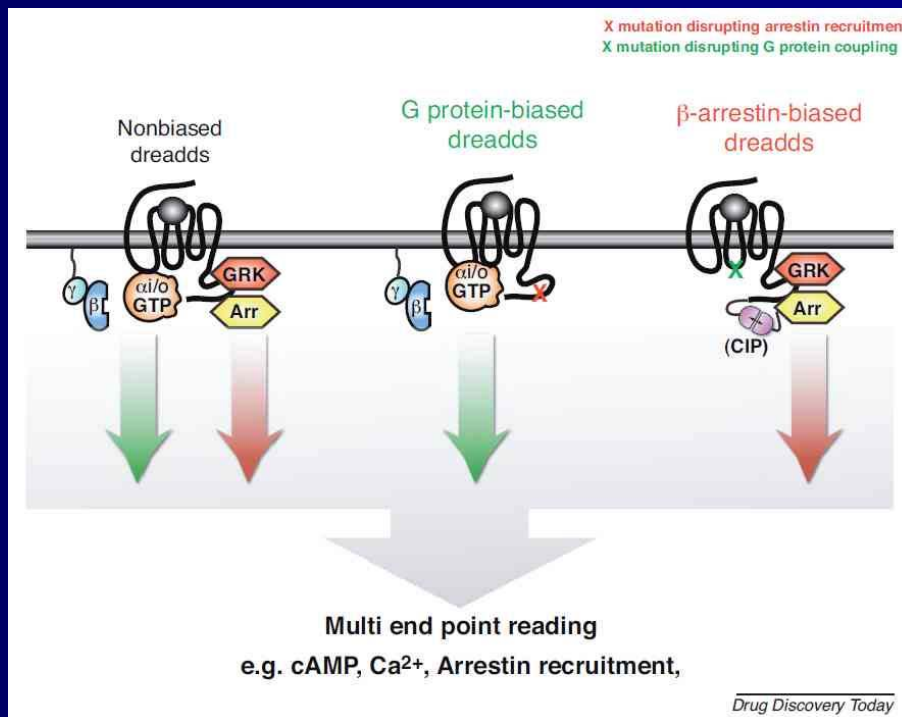 X mutation disrupting arrestin recruitmen
X mutation disrupting G protein coupling
Nonbiased
dreadds
G protein-biased
dreadds
β-arrestin-biased
dreadds
γ
β
αi/o
GTP
GRK
Arr
γ
β
αi/o
GTP
X
X
GRK
Arr
(CIP)
Multi end point reading
e.g. cAMP, Ca2+, Arrestin recruitment,
Drug Discovery Today